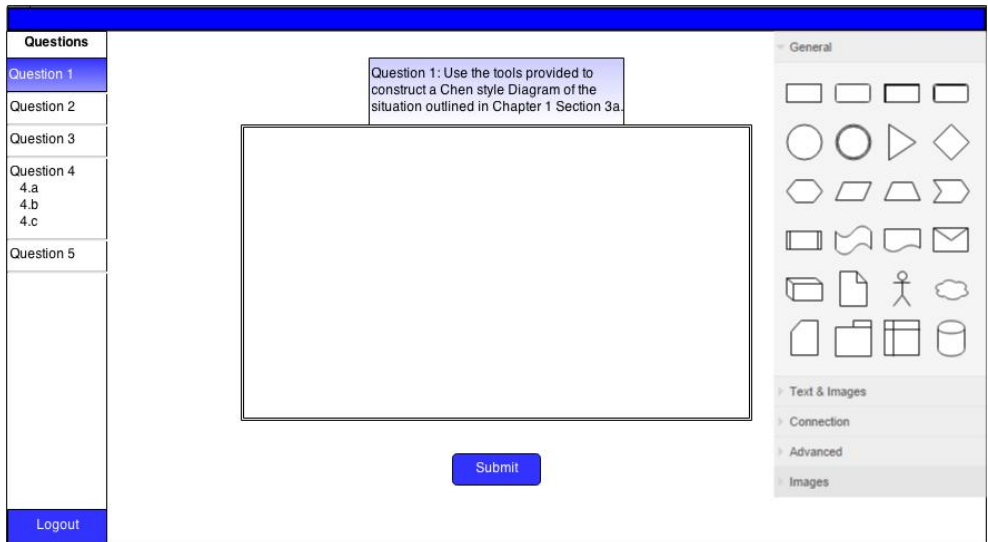 Questions
Question 1
Question 2
Question 3
Question 4
4.a
4.b
4.c
Question 5
Logout
Question 1: Use the tools provided to
construct a Chen style Diagram of the
situation outlined in Chapter 1 Section 3a.
Submit
General
Text & Images
Connection
Advanced
Images